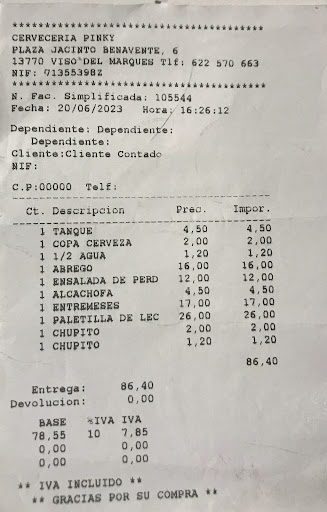 ****************************************
CERVECERIA PINKY
PLAZA JACINTO BENAVENTE, 6
13770 VISO DEL MARQUES Tlf: 622 570 663
NIF: 71355398Z
****************************************
N. Fac. Simplificada: 105544
Fecha: 20/06/2023 Hora: 16:26:12
Dependiente: Dependiente:
Dependiente:
Cliente:Cliente Contado
NIF:
C.P:00000 Telf:
----------------------------------------
Ct. Descripcion Prec. Impor.
----------------------------------------
1 TANQUE 4,50 4,50
1 COPA CERVEZA 2,00 2,00
1 1/2 AGUA 1,20 1,20
1 ABREGO 16,00 16,00
1 ENSALADA DE PERD 12,00 12,00
1 ALCACHOFA 4,50 4,50
1 ENTREMESES 17,00 17,00
1 PALETILLA DE LEC 26,00 26,00
1 CHUPITO 2,00 2,00
1 CHUPITO 1,20 1,20
----------------------------------------
86,40
Entrega: 86,40
Devolucion: 0,00
BASE %IVA IVA
78,55 10 7,85
0,00 0,00
0,00 0,00
** IVA INCLUIDO **
** GRACIAS POR SU COMPRA **